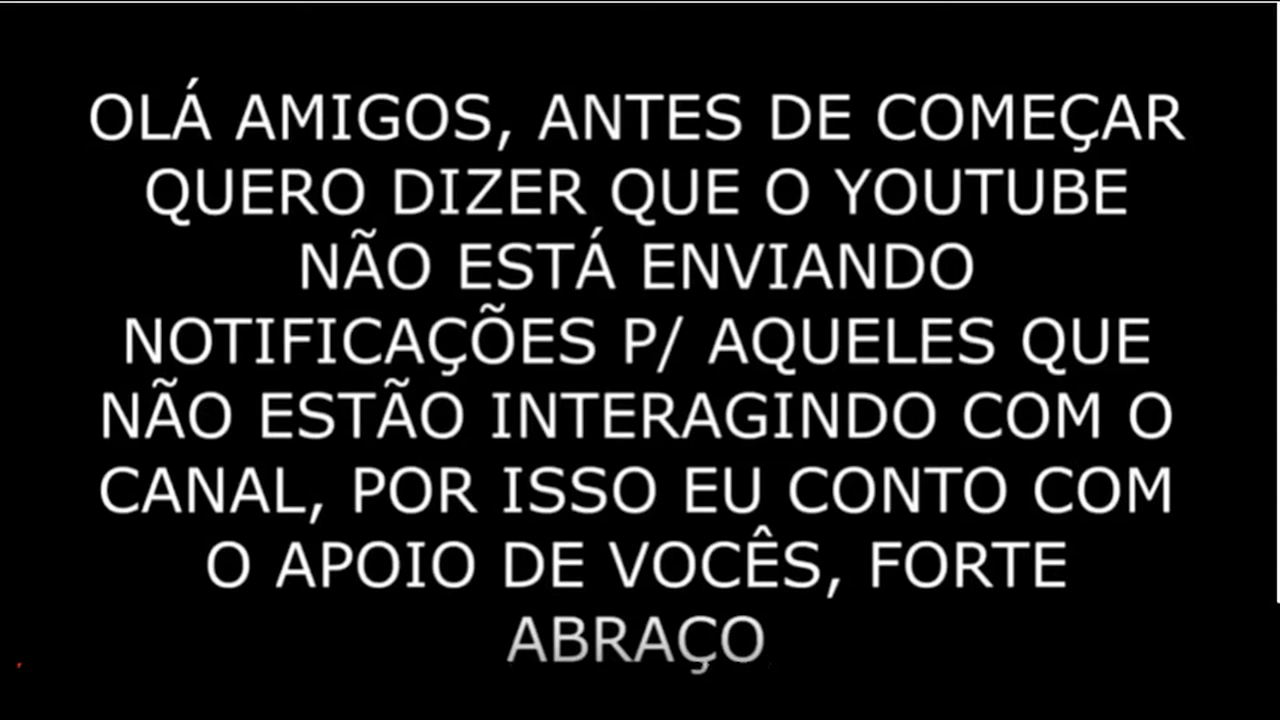 OLÁ AMIGOS, ANTES DE COMEÇAR
QUERO DIZER QUE O YOUTUBE
NÃO ESTÁ ENVIANDO
NOTIFICAÇÕES P/ AQUELES QUE
NÃO ESTÃO INTERAGINDO COM O
CANAL, POR ISSO EU CONTO COM
O APOIO DE VOCÊS, FORTE
ABRAÇO